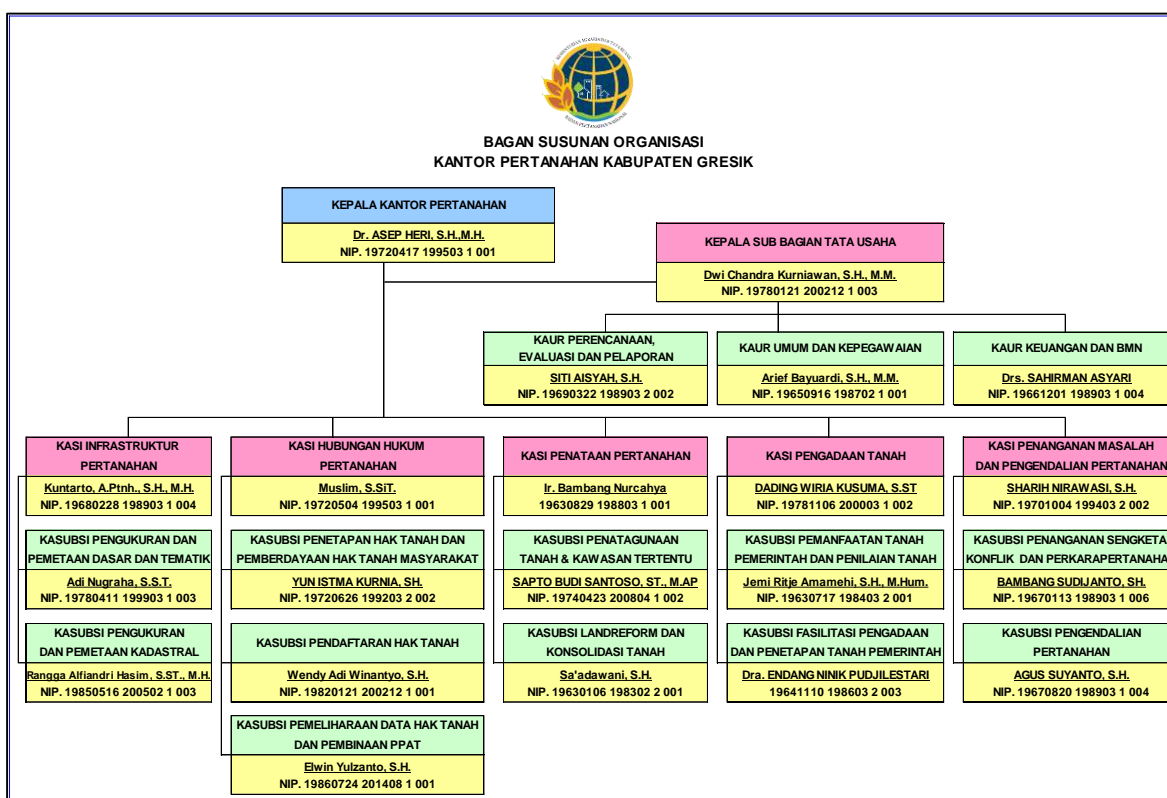 BAGAN SUSUNAN ORGANISASI
KANTOR PERTANAHAN KABUPATEN GRESIK
KEPALA KANTOR PERTANAHAN
Dr. ASEP HERI, S.H.,M.H.
NIP. 19720417 199503 1 001
KEPALA SUB BAGIAN TATA USAHA
Dwi Chandra Kurniawan, S.H., M.M.
NIP. 19780121 200212 1 003
KAUR PERENCANAAN,
EVALUASI DAN PELAPORAN
SITI AISYAH, S.H.
NIP. 19690322 198903 2 002
KAUR UMUM DAN KEPEGAWAIAN
Arief Bayuardi, S.H., M.M.
NIP. 19650916 198702 1 001
KAUR KEUANGAN DAN BMN
Drs. SAHIRMAN ASYARI
NIP. 19661201 198903 1 004
KASI INFRASTRUKTUR
PERTANAHAN
Kuntarto, A.Ptnh., S.H., M.H.
NIP. 19680228 198903 1 004
KASUBSI PENGUKURAN DAN
PEMETAAN DASAR DAN TEMATIK
Adi Nugraha, S.S.T.
NIP. 19780411 199903 1 003
KASUBSI PENGUKURAN
DAN PEMETAAN KADASTRAL
Rangga Alfiandri Hasim, S.ST., M.H.
NIP. 19850516 200502 1 003
KASI HUBUNGAN HUKUM
PERTANAHAN
Muslim, S.SiT.
NIP. 19720504 199503 1 001
KASUBSI PENETAPAN HAK TANAH DAN
PEMBERDAYAAN HAK TANAH MASYARAKAT
YUN ISTMA KURNIA, SH.
NIP. 19720626 199203 2 002
KASUBSI PENDAFTARAN HAK TANAH
Wendy Adi Winantyo, S.H.
NIP. 19820121 200212 1 001
KASUBSI PEMELIHARAAN DATA HAK TANAH
DAN PEMBINAAN PPAT
Elwin Yulzanto, S.H.
NIP. 19860724 201408 1 001
KASI PENATAAN PERTANAHAN
Ir. Bambang Nurcahya
19630829 198803 1 001
KASUBSI PENATAGUNAAN
TANAH & KAWASAN TERTENTU
SAPTO BUDI SANTOSO, ST., M.AP
NIP. 19740423 200804 1 002
KASUBSI LANDREFORM DAN
KONSOLIDASI TANAH
Sa'adawani, S.H.
NIP. 19630106 198302 2 001
KASI PENGADAAN TANAH
DADING WIRIA KUSUMA, S.ST
NIP. 19781106 200003 1 002
KASUBSI PEMANFAATAN TANAH
PEMERINTAH DAN PENILAIAN TANAH
Jemi Ritje Amamehi, S.H., M.Hum.
NIP. 19630717 198403 2 001
KASUBSI FASILITASI PENGADAAN
DAN PENETAPAN TANAH PEMERINTAH
Dra. ENDANG NINIK PUDJILESTARI
19641110 198603 2 003
KASI PENANGANAN MASALAH
DAN PENGENDALIAN PERTANAHAN
SHARIH NIRAWASI, S.H.
NIP. 19701004 199403 2 002
KASUBSI PENANGANAN SENGKETA
KONFLIK DAN PERKARAPERTANAHA
BAMBANG SUDIJANTO, SH.
NIP. 19670113 198903 1 006
KASUBSI PENGENDALIAN
PERTANAHAN
AGUS SUYANTO, S.H.
NIP. 19670820 198903 1 004